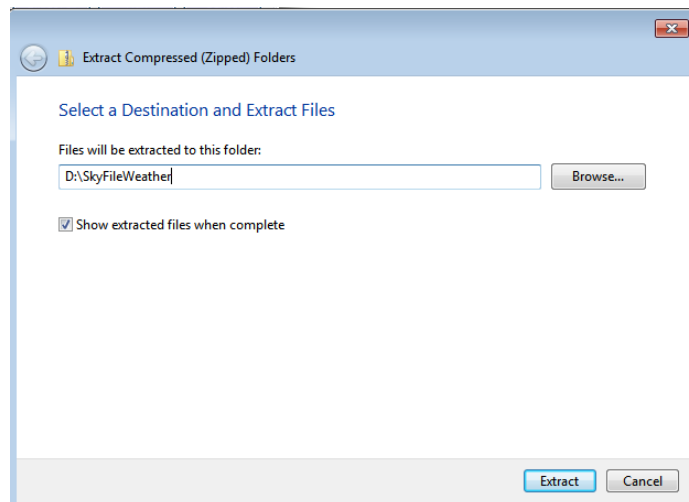 Extract Compressed (Zipped) Folders
Select a Destination and Extract Files
Files will be extracted to this folder:
D:\SkyFileWeather
Browse...
Show extracted files when complete
Extract
Cancel